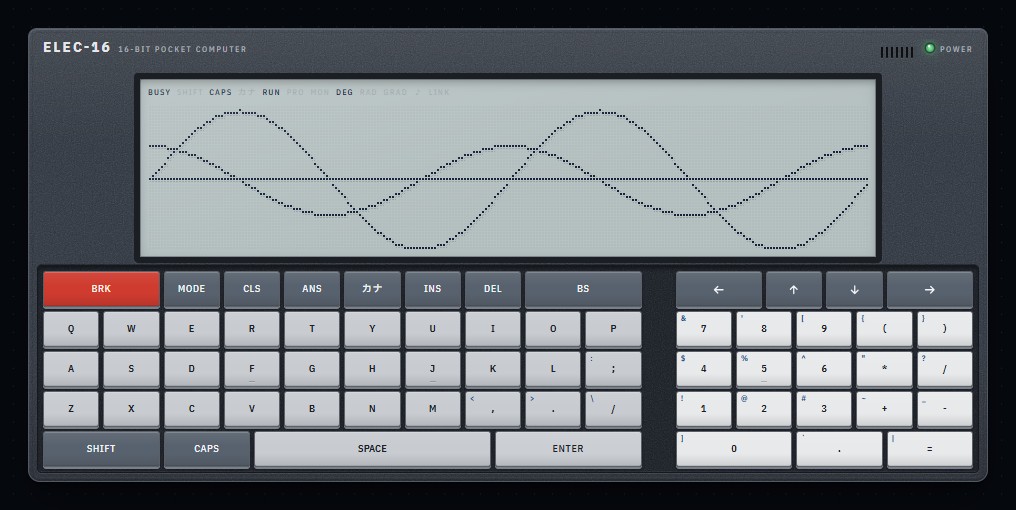 ELEC-16 16-BIT POCKET COMPUTER POWER
BUSY SHIFT CAPS カナ RUN PRO MON DEG RAD GRAD ♪ LINK
BRK MODE CLS ANS カナ INS DEL BS ← ↑ ↓ →
Q W E R T Y U I O P & 7 ' 8 [ 9 { ( } )
A S D F G H J K L : ; $ 4 % 5 ^ 6 " * ? /
Z X C V B N M < , > . \ / ! 1 @ 2 # 3 ~ + _ -
SHIFT CAPS SPACE ENTER ] 0 ` . | =